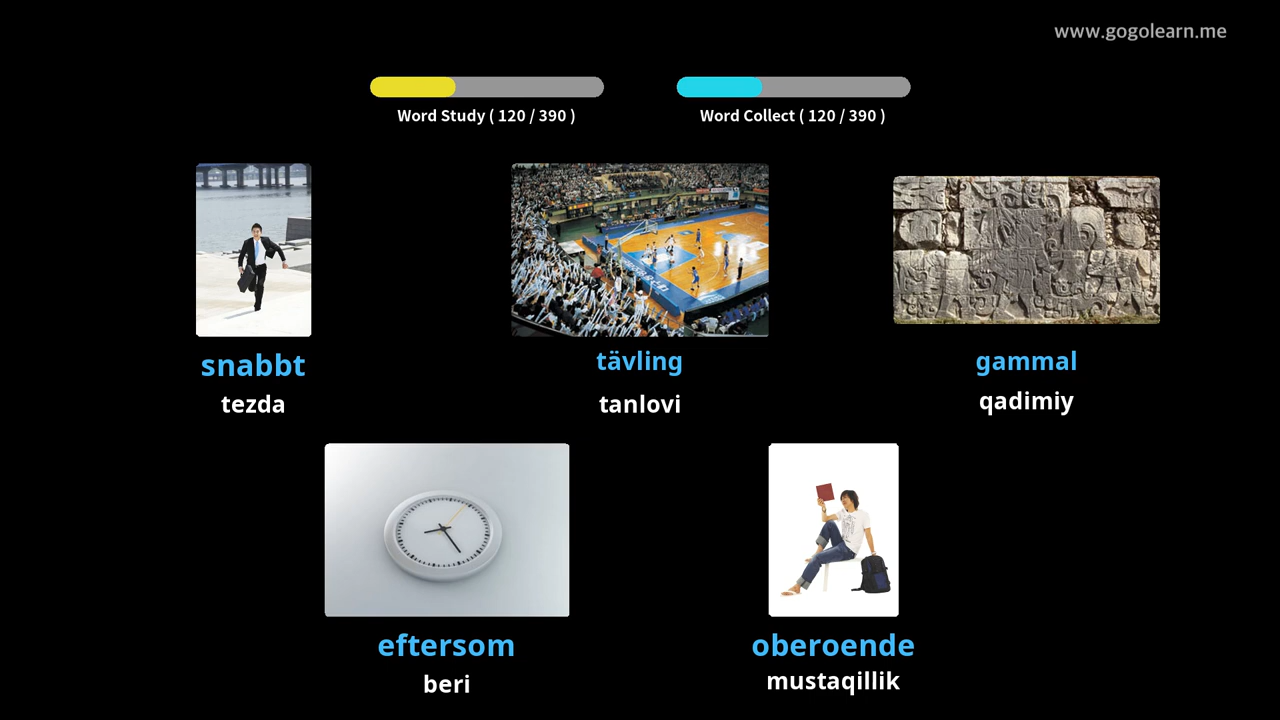 www.gogolearn.me
Word Study ( 120 / 390 )
Word Collect ( 120 / 390 )
snabbt
tezda
tävling
tanlovi
gammal
qadimiy
eftersom
beri
oberoende
mustaqillik